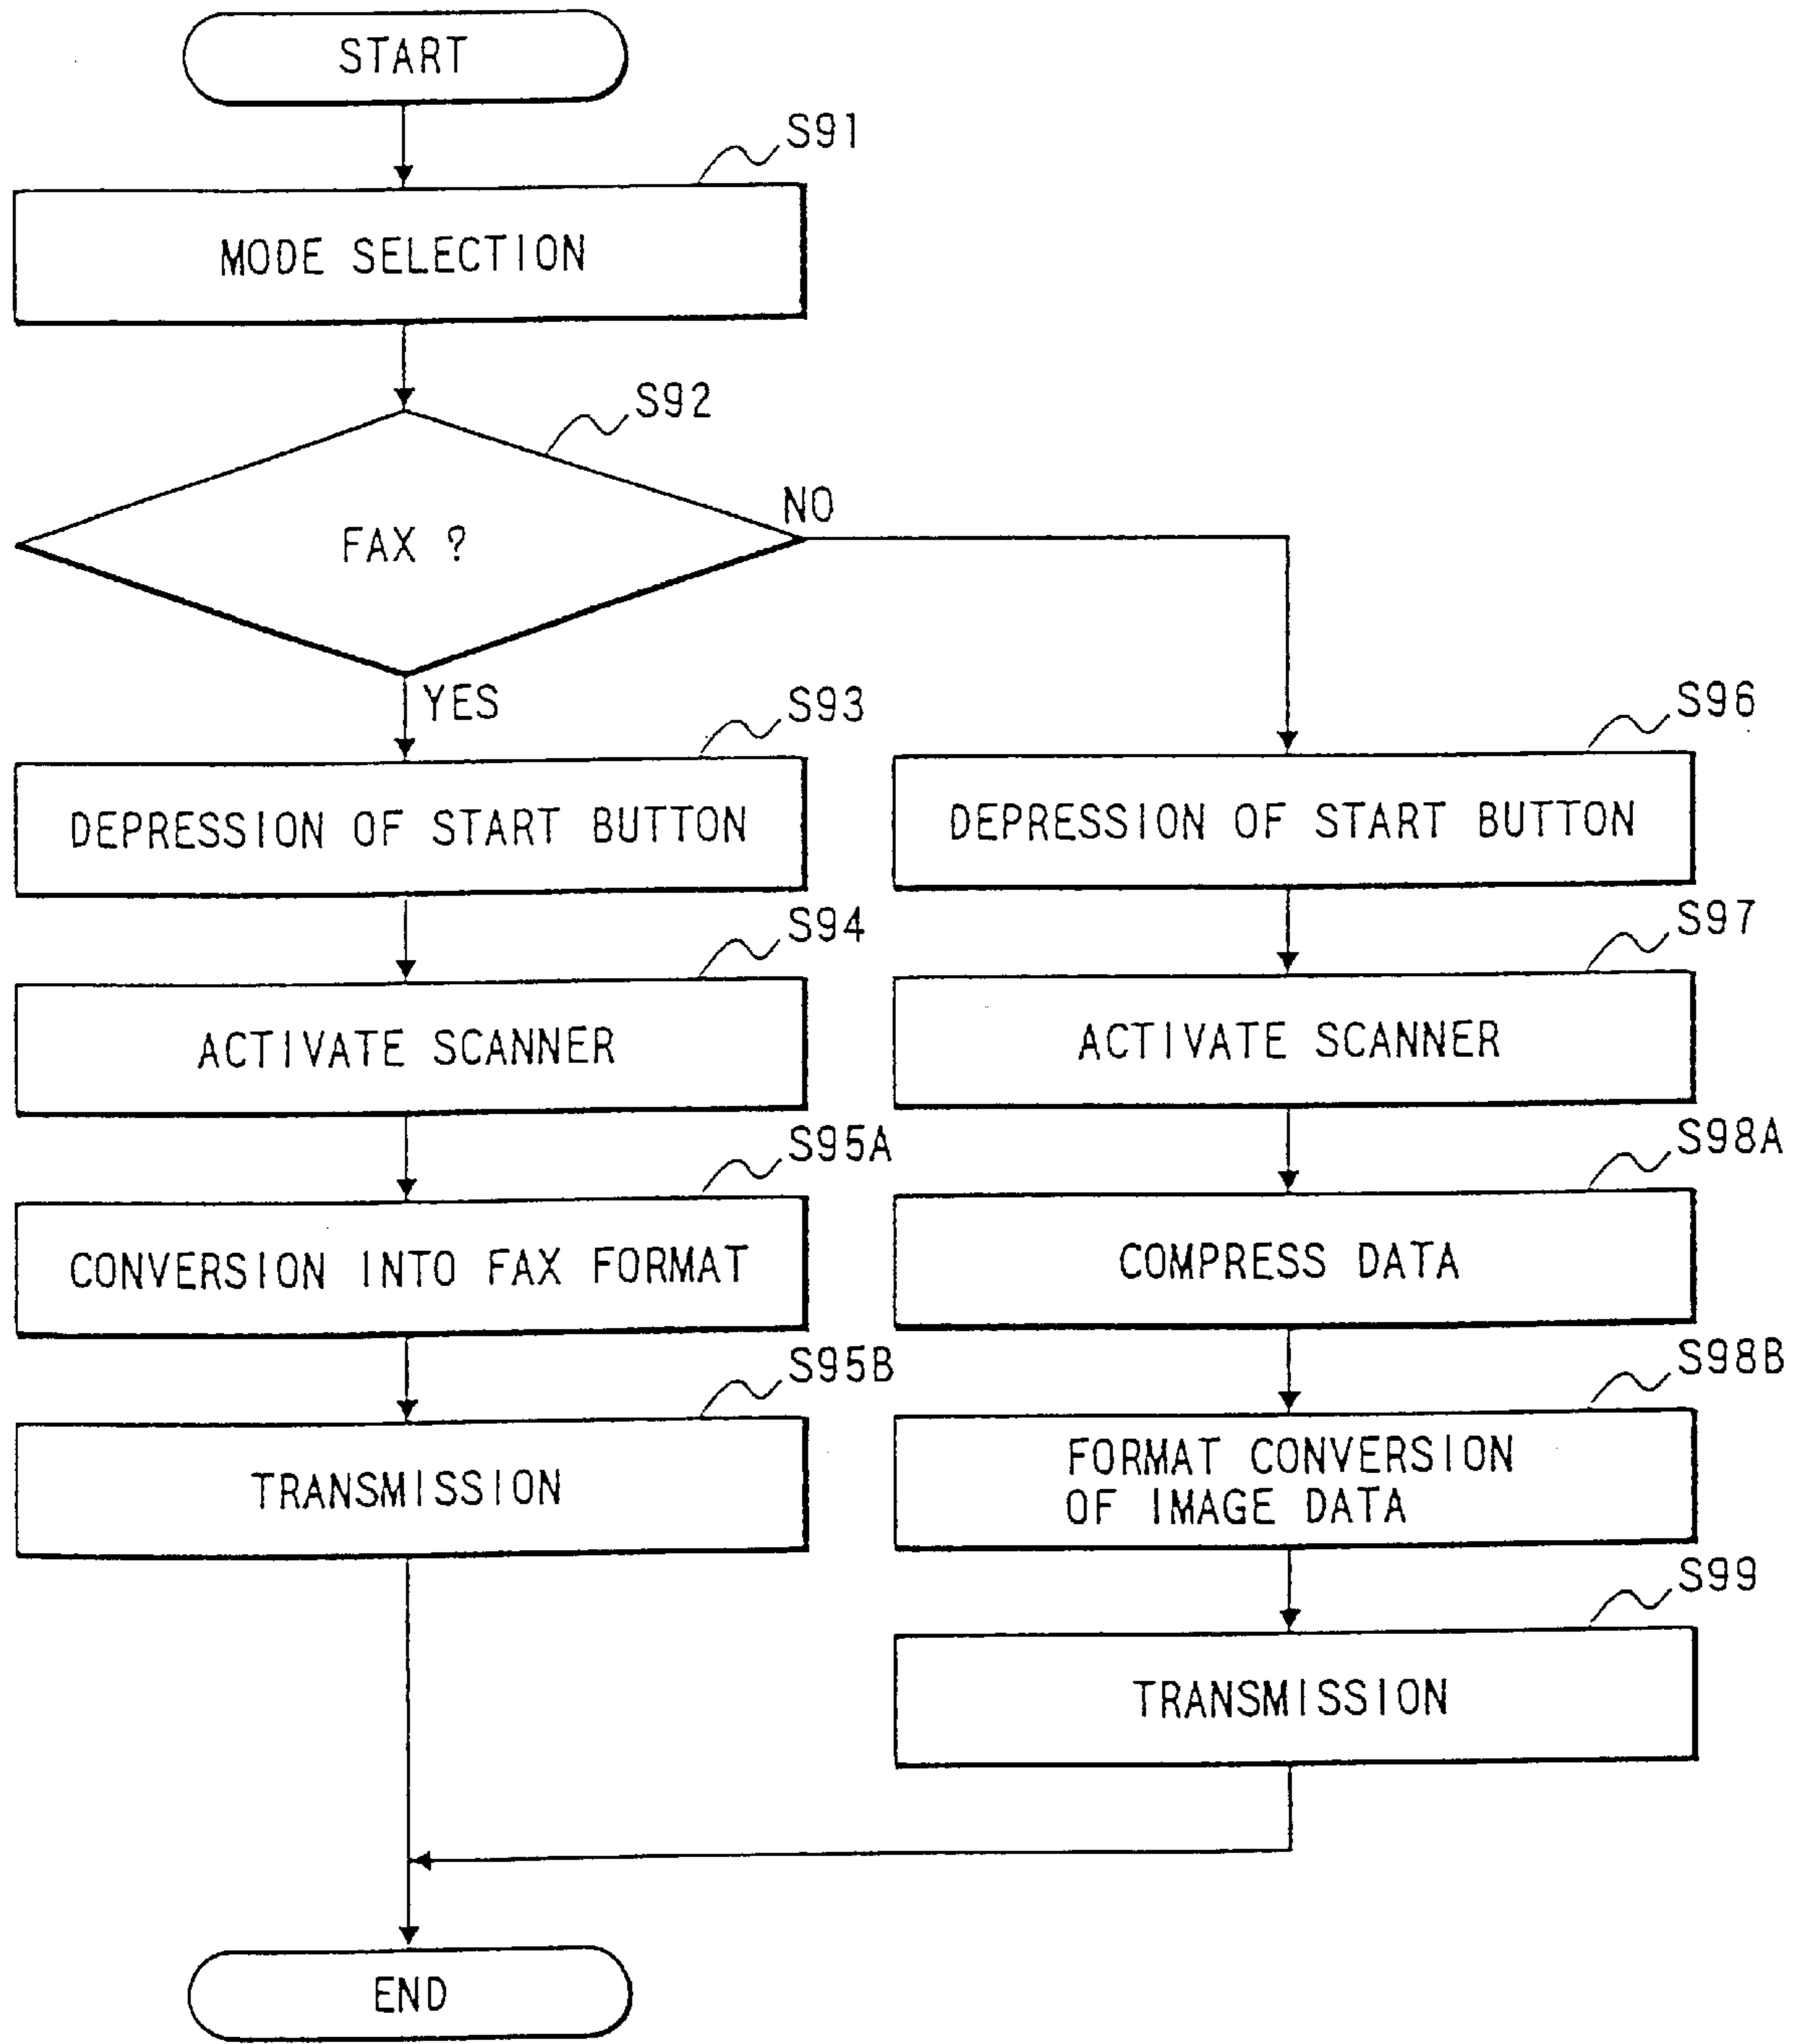 START
S91
MODE SELECTION
S92
FAX ?
NO
YES
S93
DEPRESSION OF START BUTTON
S94
ACTIVATE SCANNER
S95A
CONVERSION INTO FAX FORMAT
S95B
TRANSMISSION
S96
DEPRESSION OF START BUTTON
S97
ACTIVATE SCANNER
S98A
COMPRESS DATA
S98B
FORMAT CONVERSION
OF IMAGE DATA
S99
TRANSMISSION
END